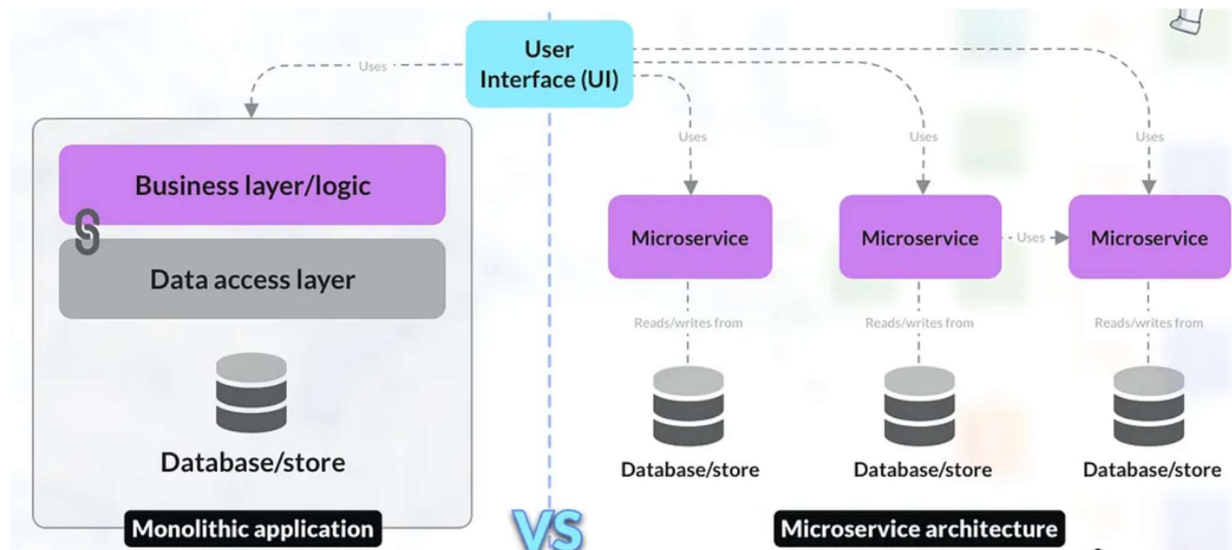 User
Interface (UI)
Uses
Business layer/logic
Data access layer
Database/store
Monolithic application
VS
Uses
Uses
Uses
Microservice
Microservice
Uses
Microservice
Reads/writes from
Reads/writes from
Reads/writes from
Database/store
Database/store
Database/store
Microservice architecture